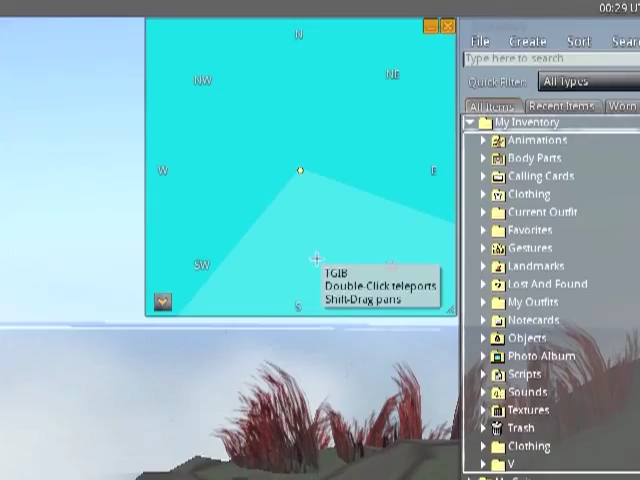 00:29 U
N
NW
NE
W
E
SW
S
TGIB
Double-Click teleports
Shift-Drag pans
File Create Sort Sear
Type here to search
Quick Filter: All Types
All Items Recent Items Worn
My Inventory
Animations
Body Parts
Calling Cards
Clothing
Current Outfit
Favorites
Gestures
Landmarks
Lost And Found
My Outfits
Notecards
Objects
Photo Album
Scripts
Sounds
Textures
Trash
Clothing
V